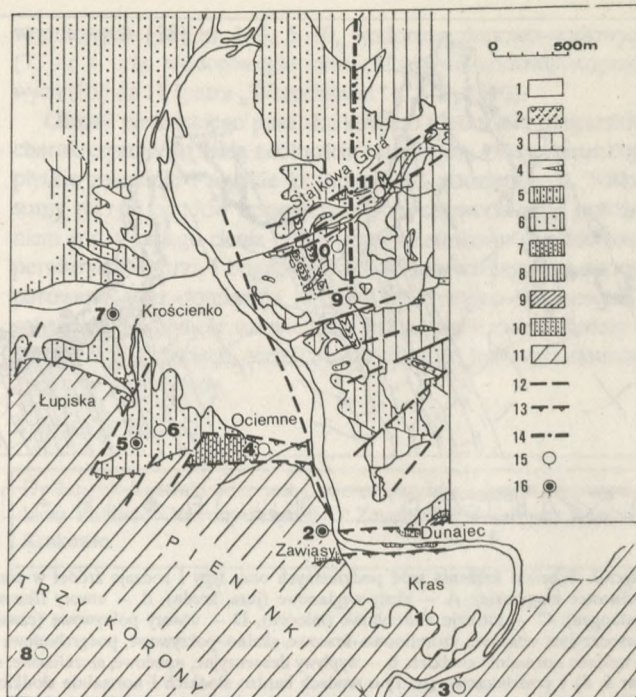 0 500m
1
2
3
4
5
6
7
8
9
10
11
12
13
14
15
16
Stajkowa Góra
11
10
9
7
Krościenko
Łupiska
Ociemne
5
6
4
2
Dunajec
Zawiasy
PIENINKI
Kras
TRZY KORONY
1
8
3